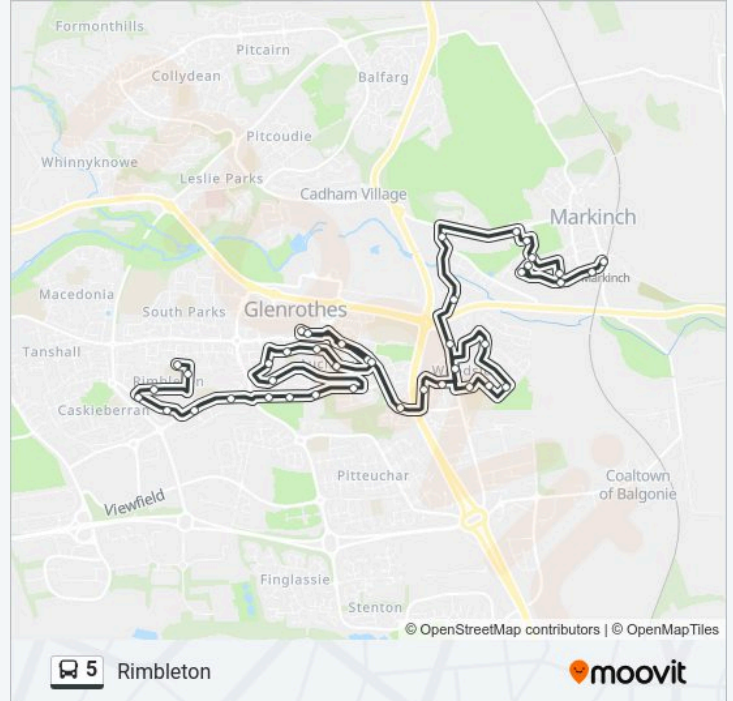 Formonthills
Pitcairn
Collydean
Balfarg
Pitcoudie
Whinnyknowe
Leslie Parks
Cadham Village
Markinch
Markinch
Macedonia
South Parks
Glenrothes
Tanshall
Caskieberran
Pitteuchar
Coaltown
of Balgonie
Viewfield
Finglassie
Stenton
© OpenStreetMap contributors | © OpenMapTiles
5 Rimbleton
moovit